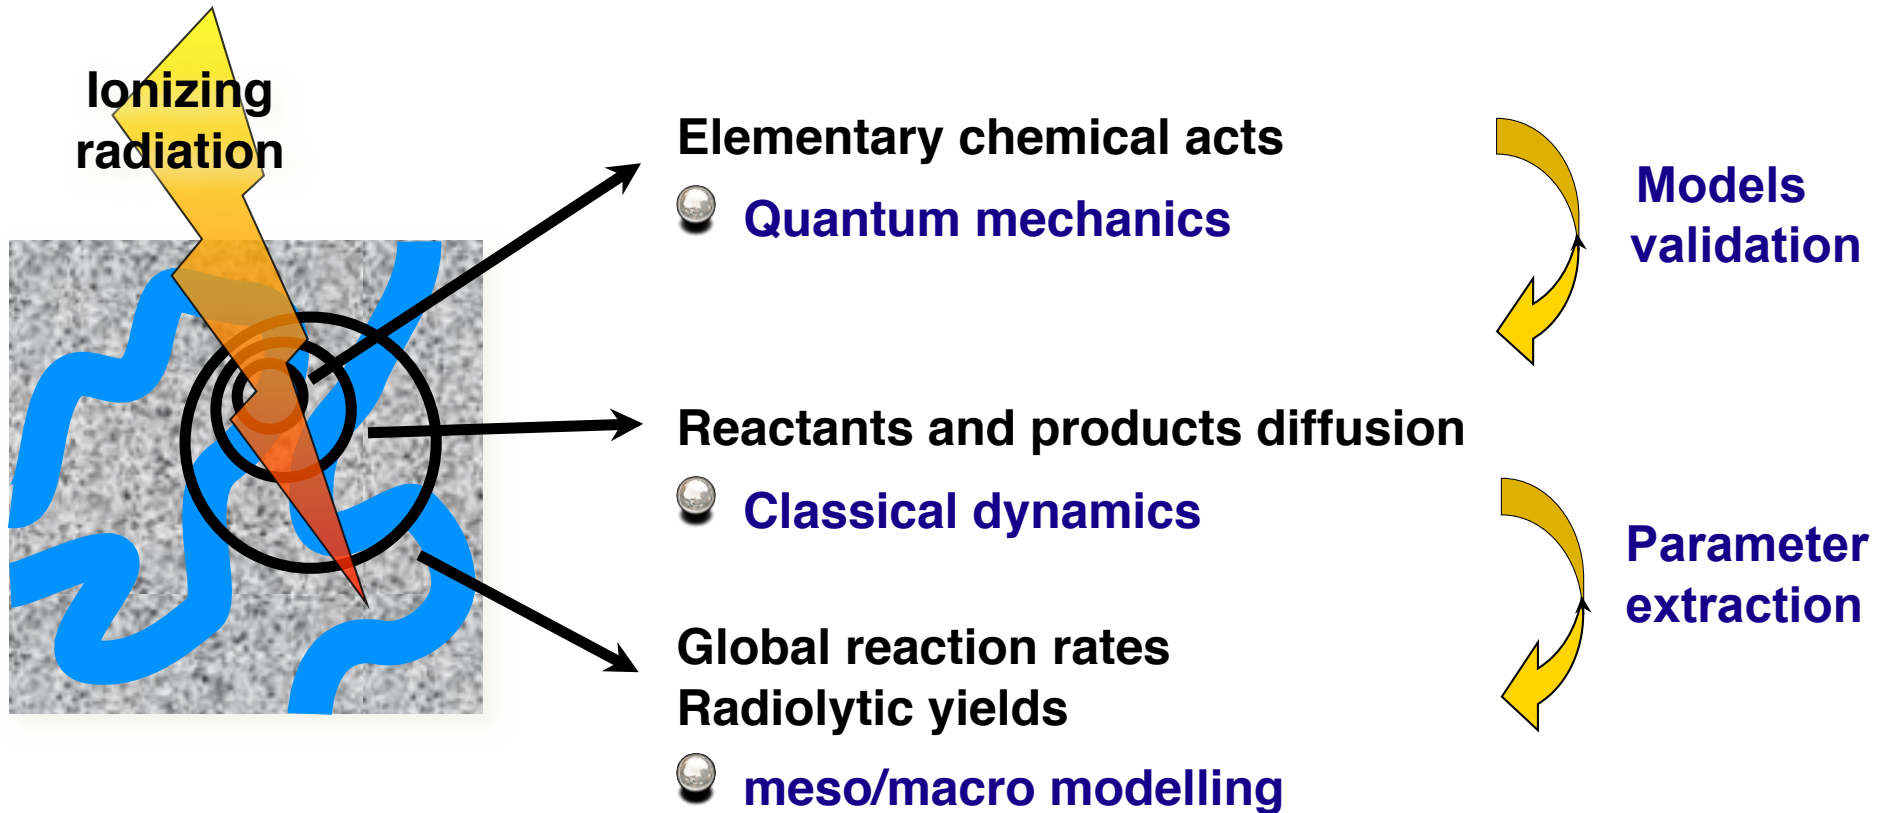 Ionizing
radiation
Elementary chemical acts
Quantum mechanics
Models
validation
Reactants and products diffusion
Classical dynamics
Parameter
extraction
Global reaction rates
Radiolytic yields
meso/macro modelling